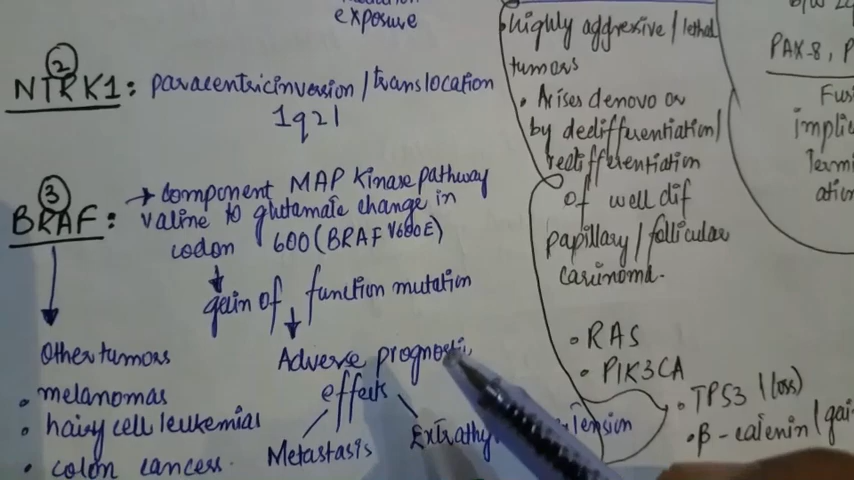 exposure
② NTRK1: paracentric inversion / translocation
1q21
③ BRAF: → component MAP Kinase pathway
valine to glutamate change in
codon 600 (BRAF V600E)
gain of function mutation
Adverse prognostic
effects
Metastasis
Other tumors
• melanomas
• hairy cell leukemias
• colon cancers.
highly aggressive / lethal
tumors
• Arises denovo or
by dedifferentiation /
redifferentiation
of well dif
papillary / follicular
carcinoma.
• RAS
• PIK3CA
• TP53 (loss)
• β-catenin (gai
PAX-8, P
Fus
implic
Termi
ation